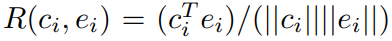 R(c_i, e_i) = (c_i^T e_i)/(||c_i||||e_i||)